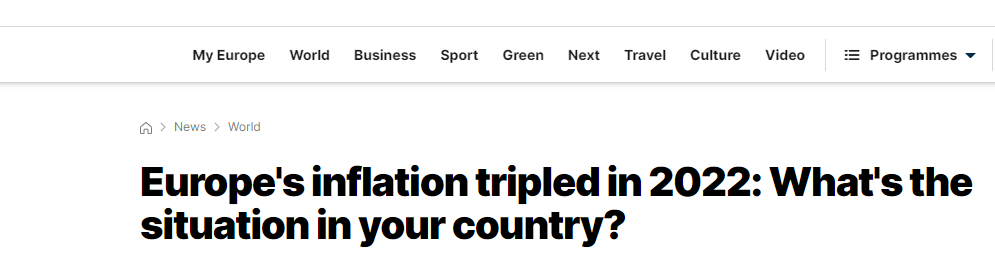 My Europe World Business Sport Green Next Travel Culture Video Programmes
News World
Europe's inflation tripled in 2022: What's the
situation in your country?